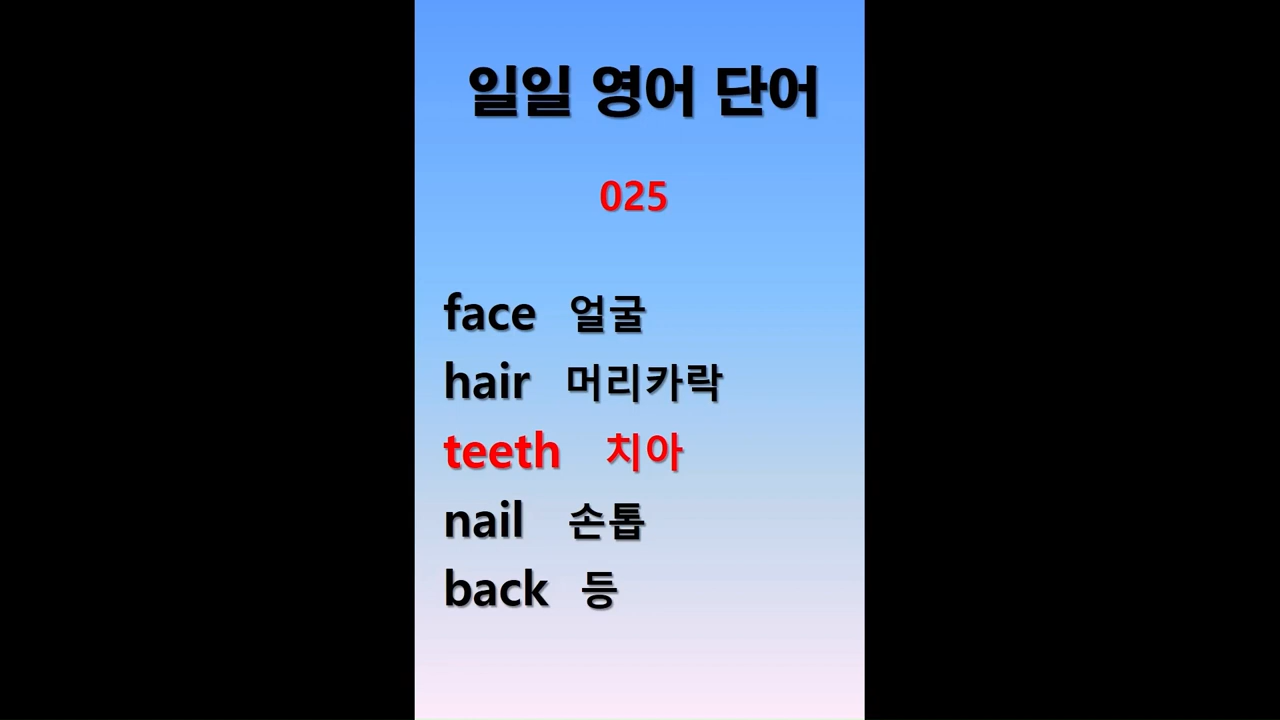 일일 영어 단어
025
face 얼굴
hair 머리카락
teeth 치아
nail 손톱
back 등